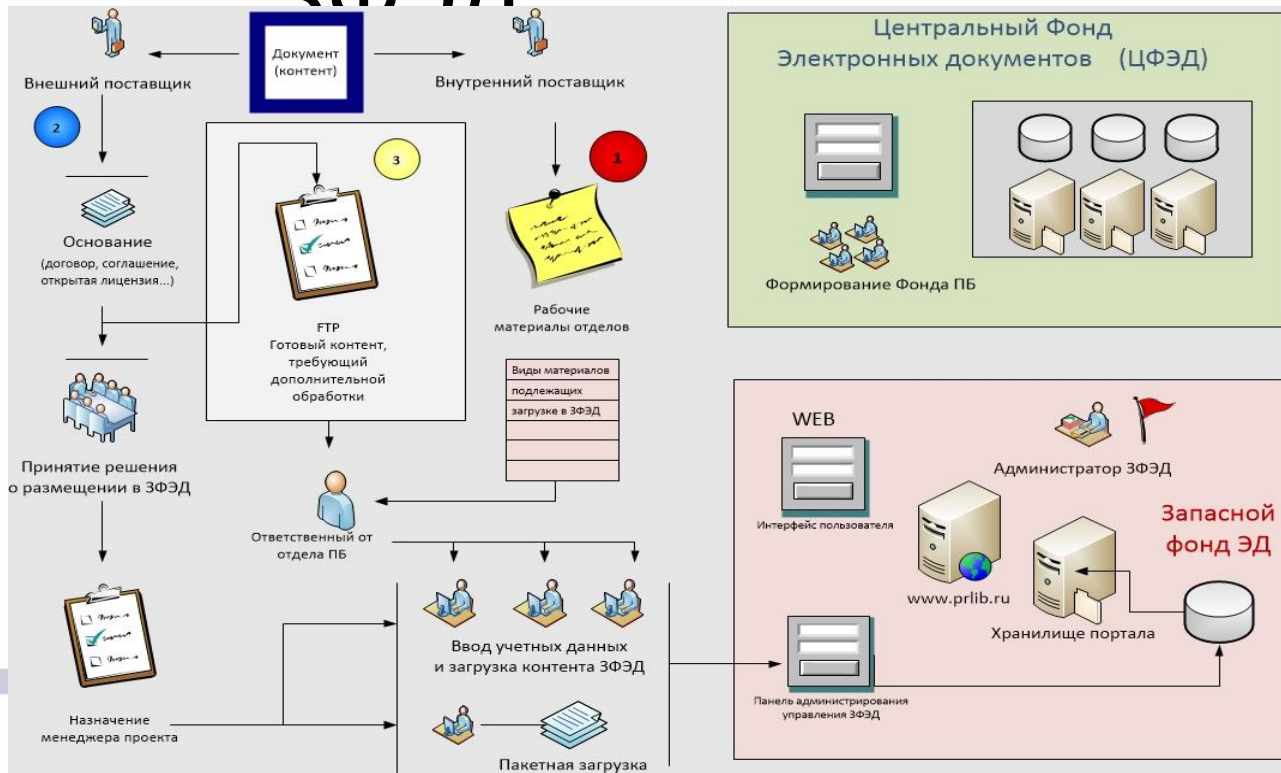 Документ
(контент)
Внешний поставщик
Внутренний поставщик
2
3
1
Основание
(договор, соглашение,
открытая лицензия...)
FTP
Готовый контент,
требующий
дополнительной
обработки
Рабочие
материалы отделов
Виды материалов
подлежащих
загрузке в ЗФЭД
Принятие решения
о размещении в ЗФЭД
Ответственный от
отдела ПБ
Ввод учетных данных
и загрузка контента ЗФЭД
Назначение
менеджера проекта
Пакетная загрузка
Центральный Фонд
Электронных документов (ЦФЭД)
Формирование Фонда ПБ
WEB
Интерфейс пользователя
Администратор ЗФЭД
Запасной
фонд ЭД
www.prlib.ru
Хранилище портала
Панель администрирования
управления ЗФЭД